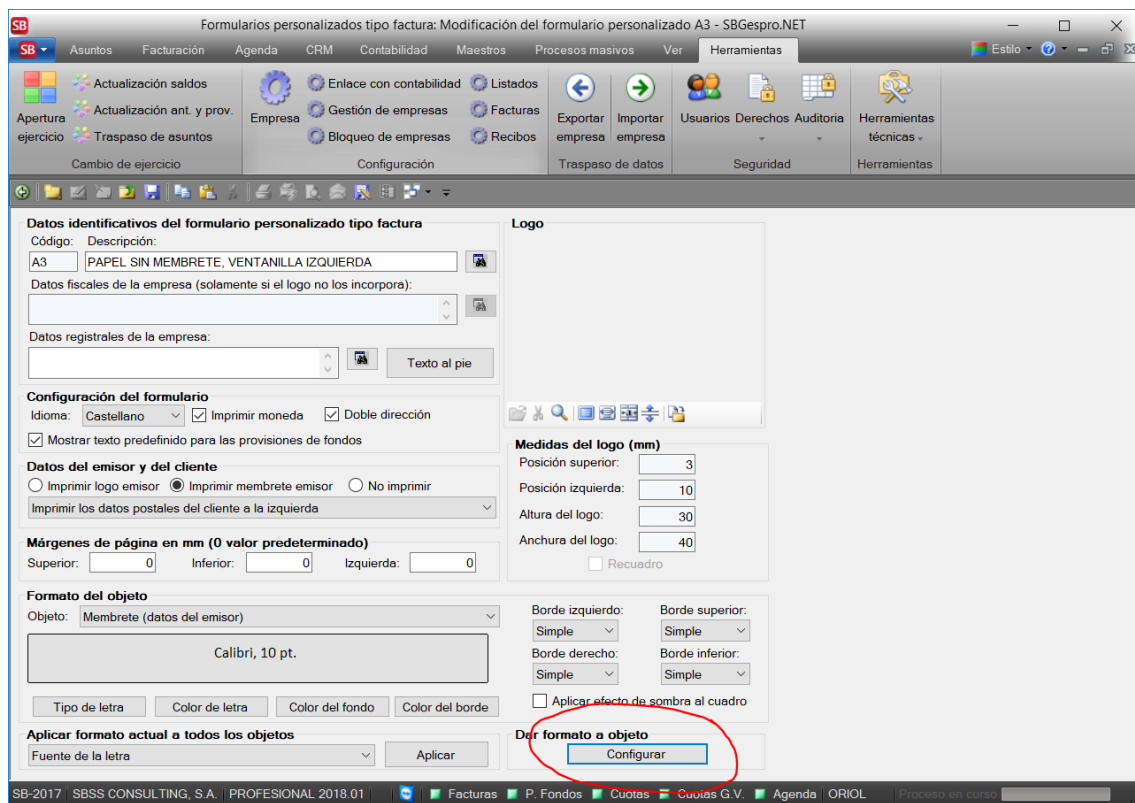 SB Formularios personalizados tipo factura: Modificación del formulario personalizado A3 - SBGespro.NET
SB Asuntos Facturación Agenda CRM Contabilidad Maestros Procesos masivos Ver Herramientas Estilo
Apertura ejercicio
Actualización saldos
Actualización ant. y prov.
Traspaso de asuntos
Cambio de ejercicio
Empresa
Enlace con contabilidad
Gestión de empresas
Bloqueo de empresas
Listados
Facturas
Recibos
Configuración
Exportar empresa
Importar empresa
Traspaso de datos
Usuarios Derechos Auditoria
Seguridad
Herramientas técnicas
Herramientas
Datos identificativos del formulario personalizado tipo factura
Código: Descripción:
A3 PAPEL SIN MEMBRETE, VENTANILLA IZQUIERDA
Datos fiscales de la empresa (solamente si el logo no los incorpora):
Datos registrales de la empresa:
Texto al pie
Configuración del formulario
Idioma: Castellano Imprimir moneda Doble dirección
Mostrar texto predefinido para las provisiones de fondos
Datos del emisor y del cliente
Imprimir logo emisor Imprimir membrete emisor No imprimir
Imprimir los datos postales del cliente a la izquierda
Márgenes de página en mm (0 valor predeterminado)
Superior: 0 Inferior: 0 Izquierda: 0
Logo
Medidas del logo (mm)
Posición superior: 3
Posición izquierda: 10
Altura del logo: 30
Anchura del logo: 40
Recuadro
Formato del objeto
Objeto: Membrete (datos del emisor)
Calibri, 10 pt.
Tipo de letra Color de letra Color del fondo Color del borde
Borde izquierdo: Borde superior:
Simple Simple
Borde derecho: Borde inferior:
Simple Simple
Aplicar efecto de sombra al cuadro
Aplicar formato actual a todos los objetos
Fuente de la letra Aplicar
Dar formato a objeto
Configurar
SB-2017 SBSS CONSULTING, S.A. PROFESIONAL 2018.01 Facturas P. Fondos Cuotas Cuotas G.V. Agenda ORIOL Proceso en curso